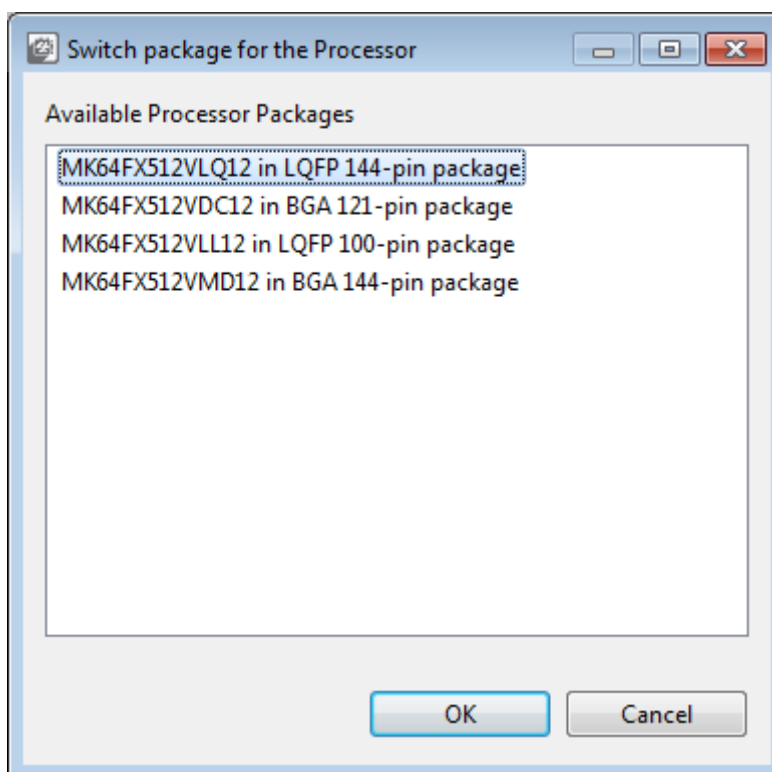 Switch package for the Processor
Available Processor Packages
MK64FX512VLQ12 in LQFP 144-pin package
MK64FX512VDC12 in BGA 121-pin package
MK64FX512VLL12 in LQFP 100-pin package
MK64FX512VMD12 in BGA 144-pin package
OK
Cancel